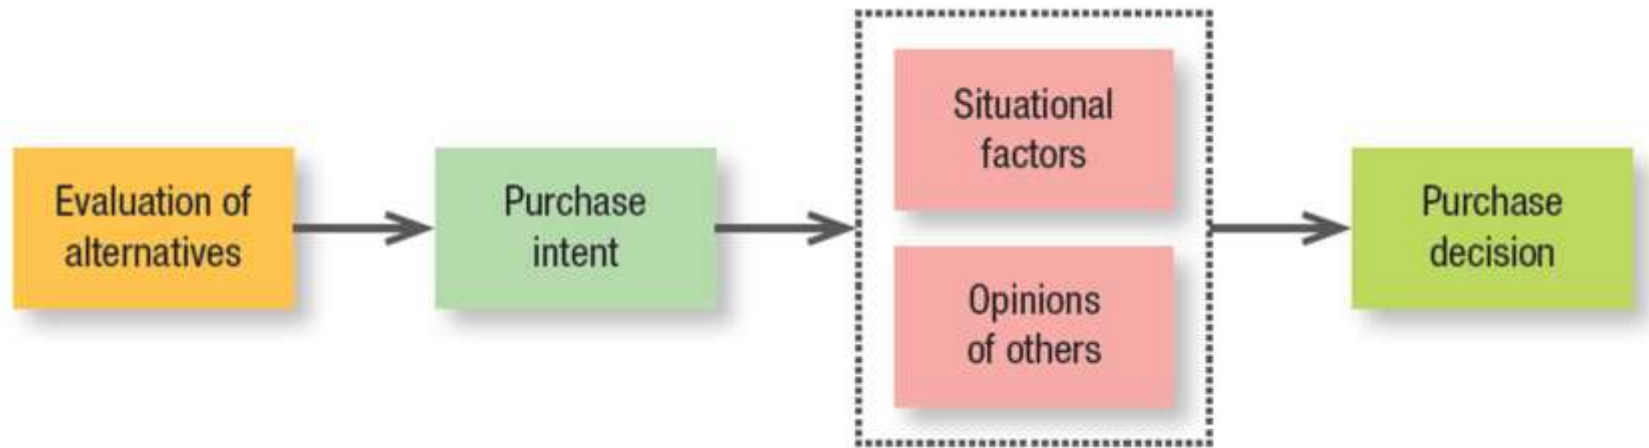 Evaluation of
alternatives
Purchase
intent
Situational
factors
Opinions
of others
Purchase
decision